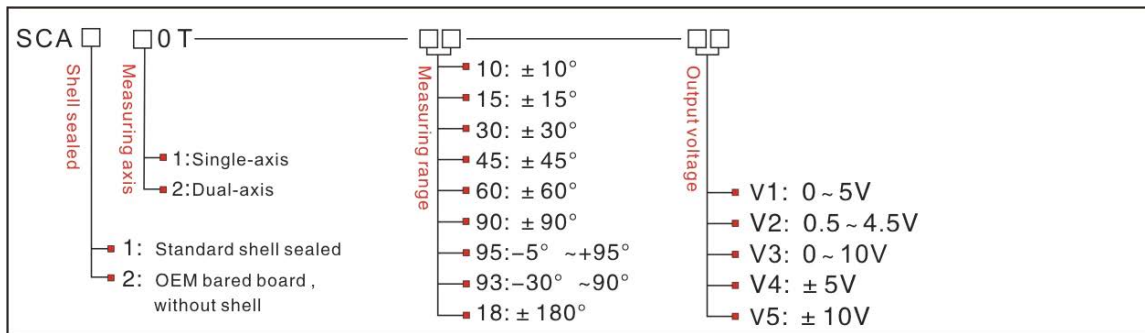 SCA□ □0T □□ □□
Shell sealed
Measuring axis
Measuring range
Output voltage
1: Standard shell sealed
2: OEM bared board ,
without shell
1:Single-axis
2:Dual-axis
10: ±10°
15: ±15°
30: ±30°
45: ±45°
60: ±60°
90: ±90°
95:–5° ~+95°
93:–30° ~90°
18: ±180°
V1: 0~5V
V2: 0.5~4.5V
V3: 0~10V
V4: ±5V
V5: ±10V